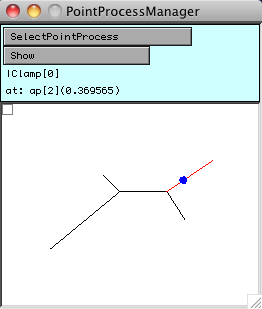 PointProcessManager
SelectPointProcess
Show
IClamp[0]
at: ap[2](0.369565)